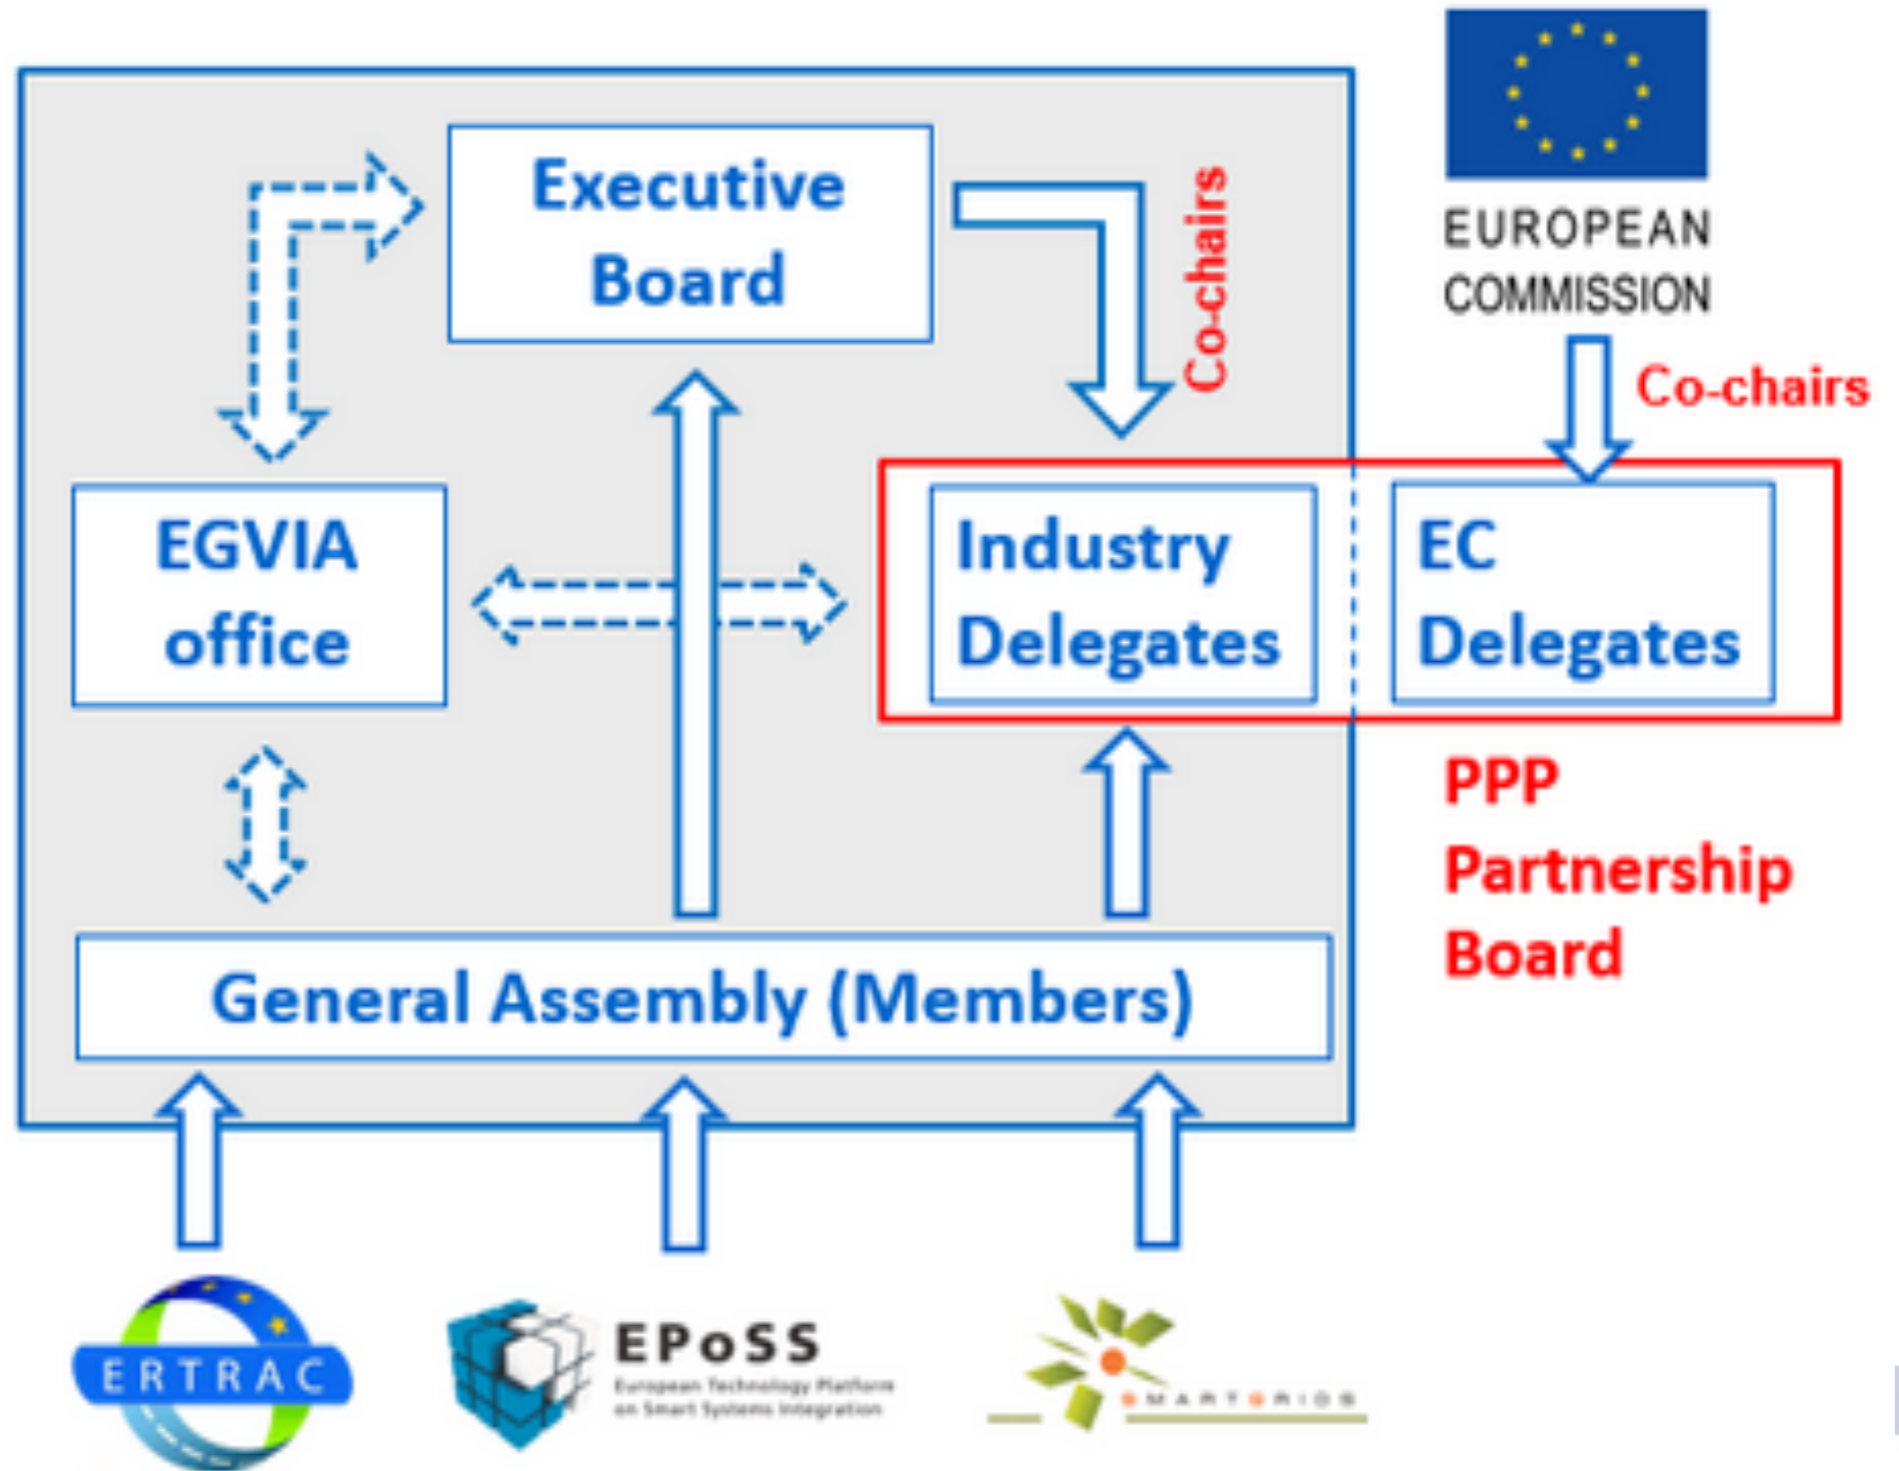 Executive
Board
Co-chairs
EUROPEAN
COMMISSION
Co-chairs
EGVIA
office
Industry
Delegates
EC
Delegates
PPP
Partnership
Board
General Assembly (Members)
ERTRAC
EPoSS
European Technology Platform
on Smart Systems Integration
SMARTGRIDS